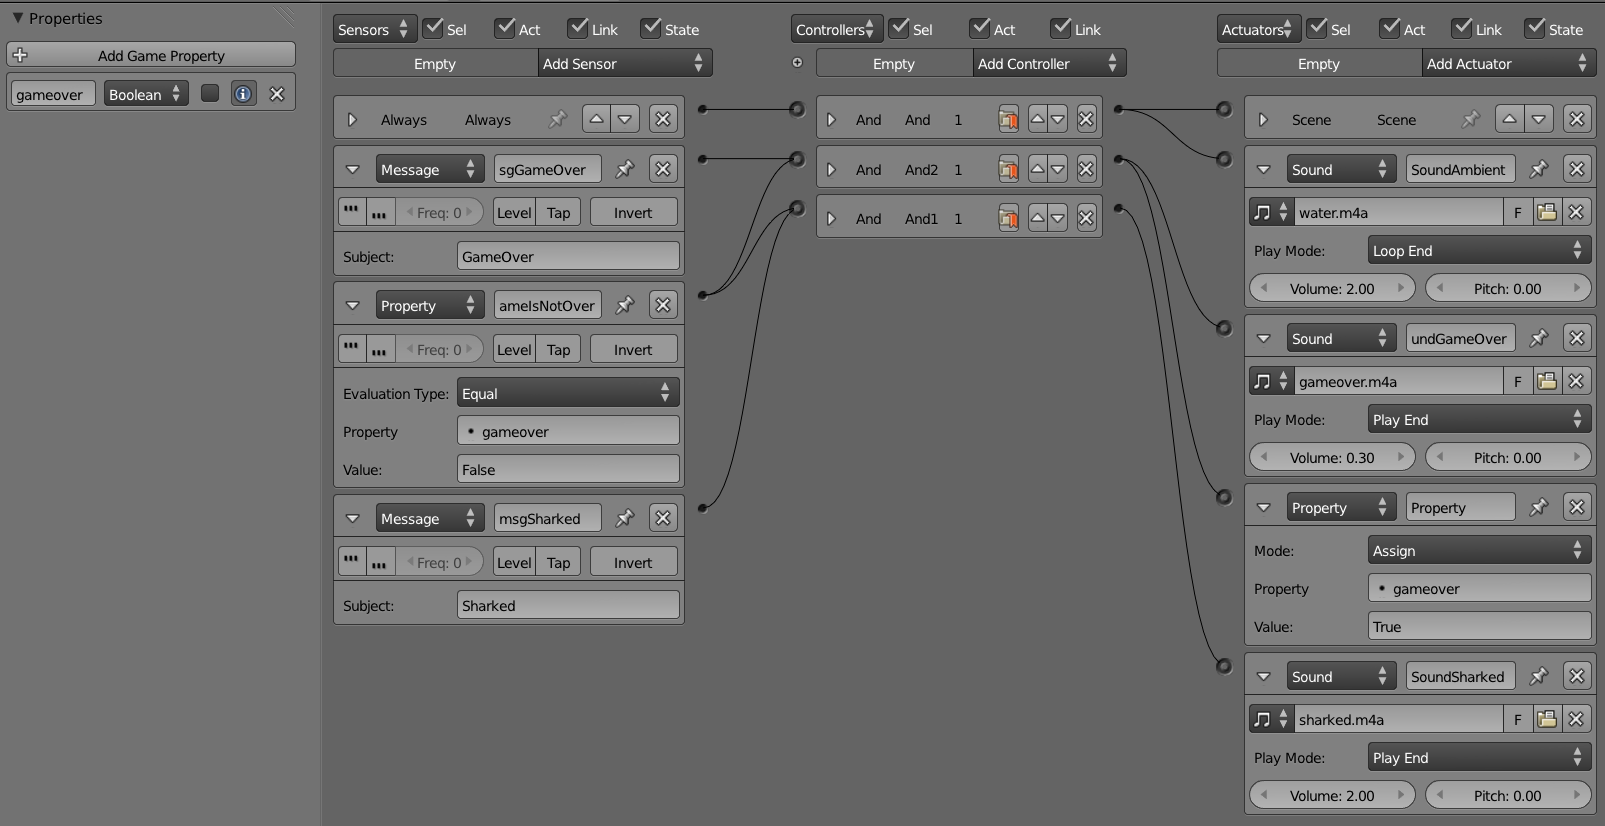 Properties
Add Game Property
gameover Boolean
Sensors Sel Act Link State
Empty Add Sensor
Always Always
Message sgGameOver
Freq: 0 Level Tap Invert
Subject: GameOver
Property ameIsNotOver
Freq: 0 Level Tap Invert
Evaluation Type: Equal
Property gameover
Value: False
Message msgSharked
Freq: 0 Level Tap Invert
Subject: Sharked
Controllers Sel Act Link
Empty Add Controller
And And 1
And And2 1
And And1 1
Actuators Sel Act Link State
Empty Add Actuator
Scene Scene
Sound SoundAmbient
water.m4a F
Play Mode: Loop End
Volume: 2.00 Pitch: 0.00
Sound undGameOver
gameover.m4a F
Play Mode: Play End
Volume: 0.30 Pitch: 0.00
Property Property
Mode: Assign
Property gameover
Value: True
Sound SoundSharked
sharked.m4a F
Play Mode: Play End
Volume: 2.00 Pitch: 0.00